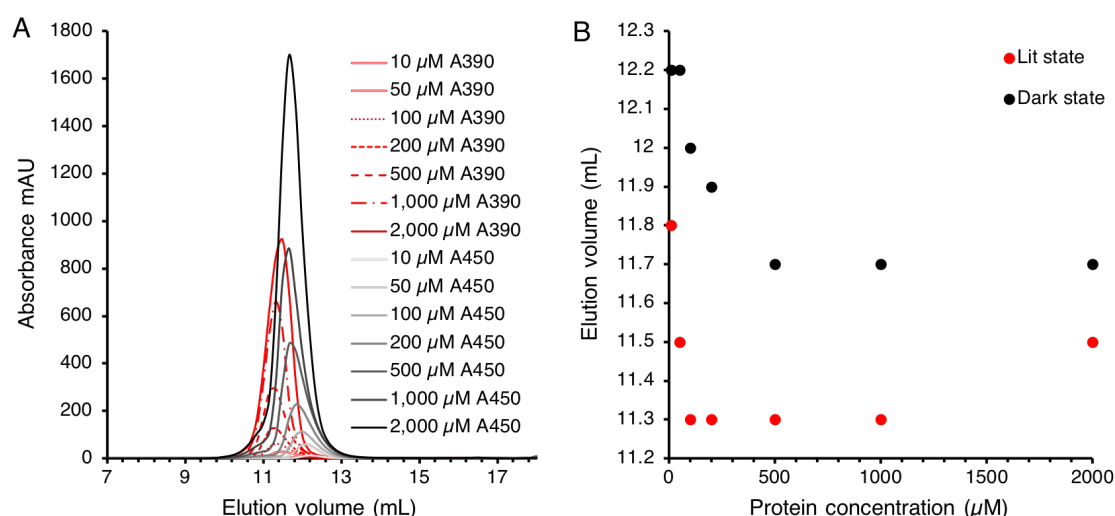 A
1800
1600
1400
1200
1000
800
600
400
200
0
7
9
11
13
15
17
Absorbance mAU
Elution volume (mL)
10 µM A390
50 µM A390
100 µM A390
200 µM A390
500 µM A390
1,000 µM A390
2,000 µM A390
10 µM A450
50 µM A450
100 µM A450
200 µM A450
500 µM A450
1,000 µM A450
2,000 µM A450
B
12.3
12.2
12.1
12
11.9
11.8
11.7
11.6
11.5
11.4
11.3
11.2
0
500
1000
1500
2000
Elution volume (mL)
Protein concentration (µM)
Lit state
Dark state